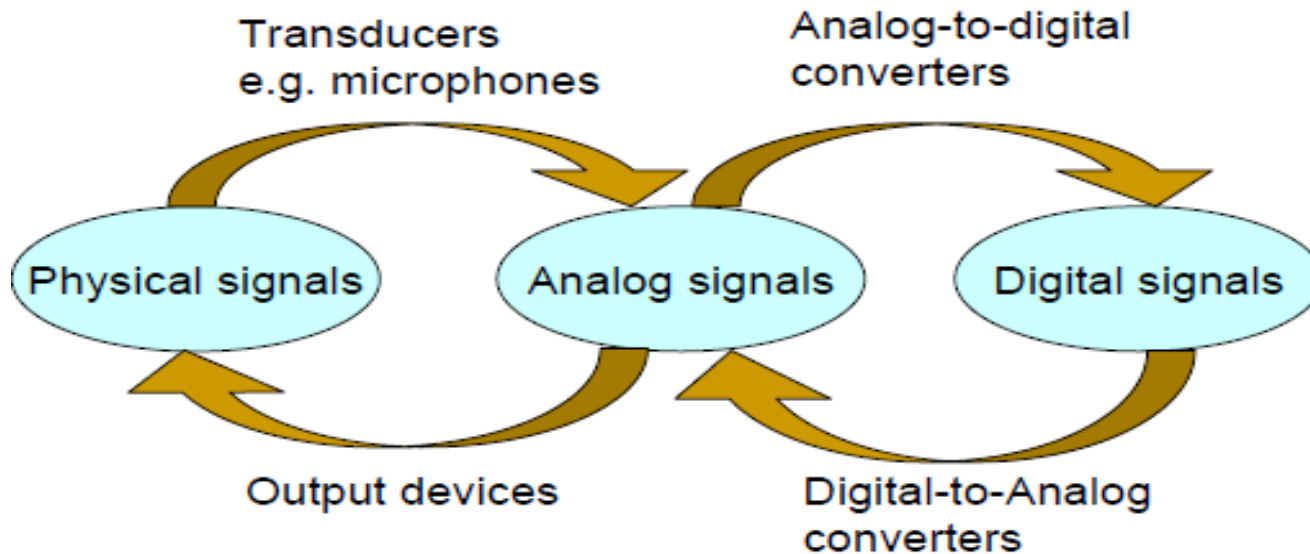 Transducers
e.g. microphones
Analog-to-digital
converters
Physical signals
Analog signals
Digital signals
Output devices
Digital-to-Analog
converters